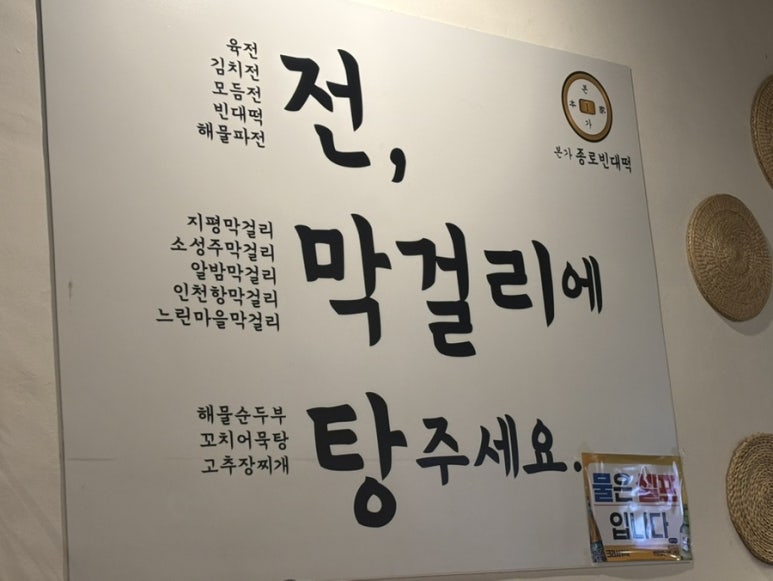 육전
김치전
모듬전
빈대떡
해물파전
전,
지평막걸리
소성주막걸리
알밤막걸리
인천항막걸리
느린마을막걸리
막걸리에
해물순두부
꼬치어묵탕
고추장찌개
탕 주세요.
본
本 家
가
본가 종로빈대떡
물은 셀프
입니다